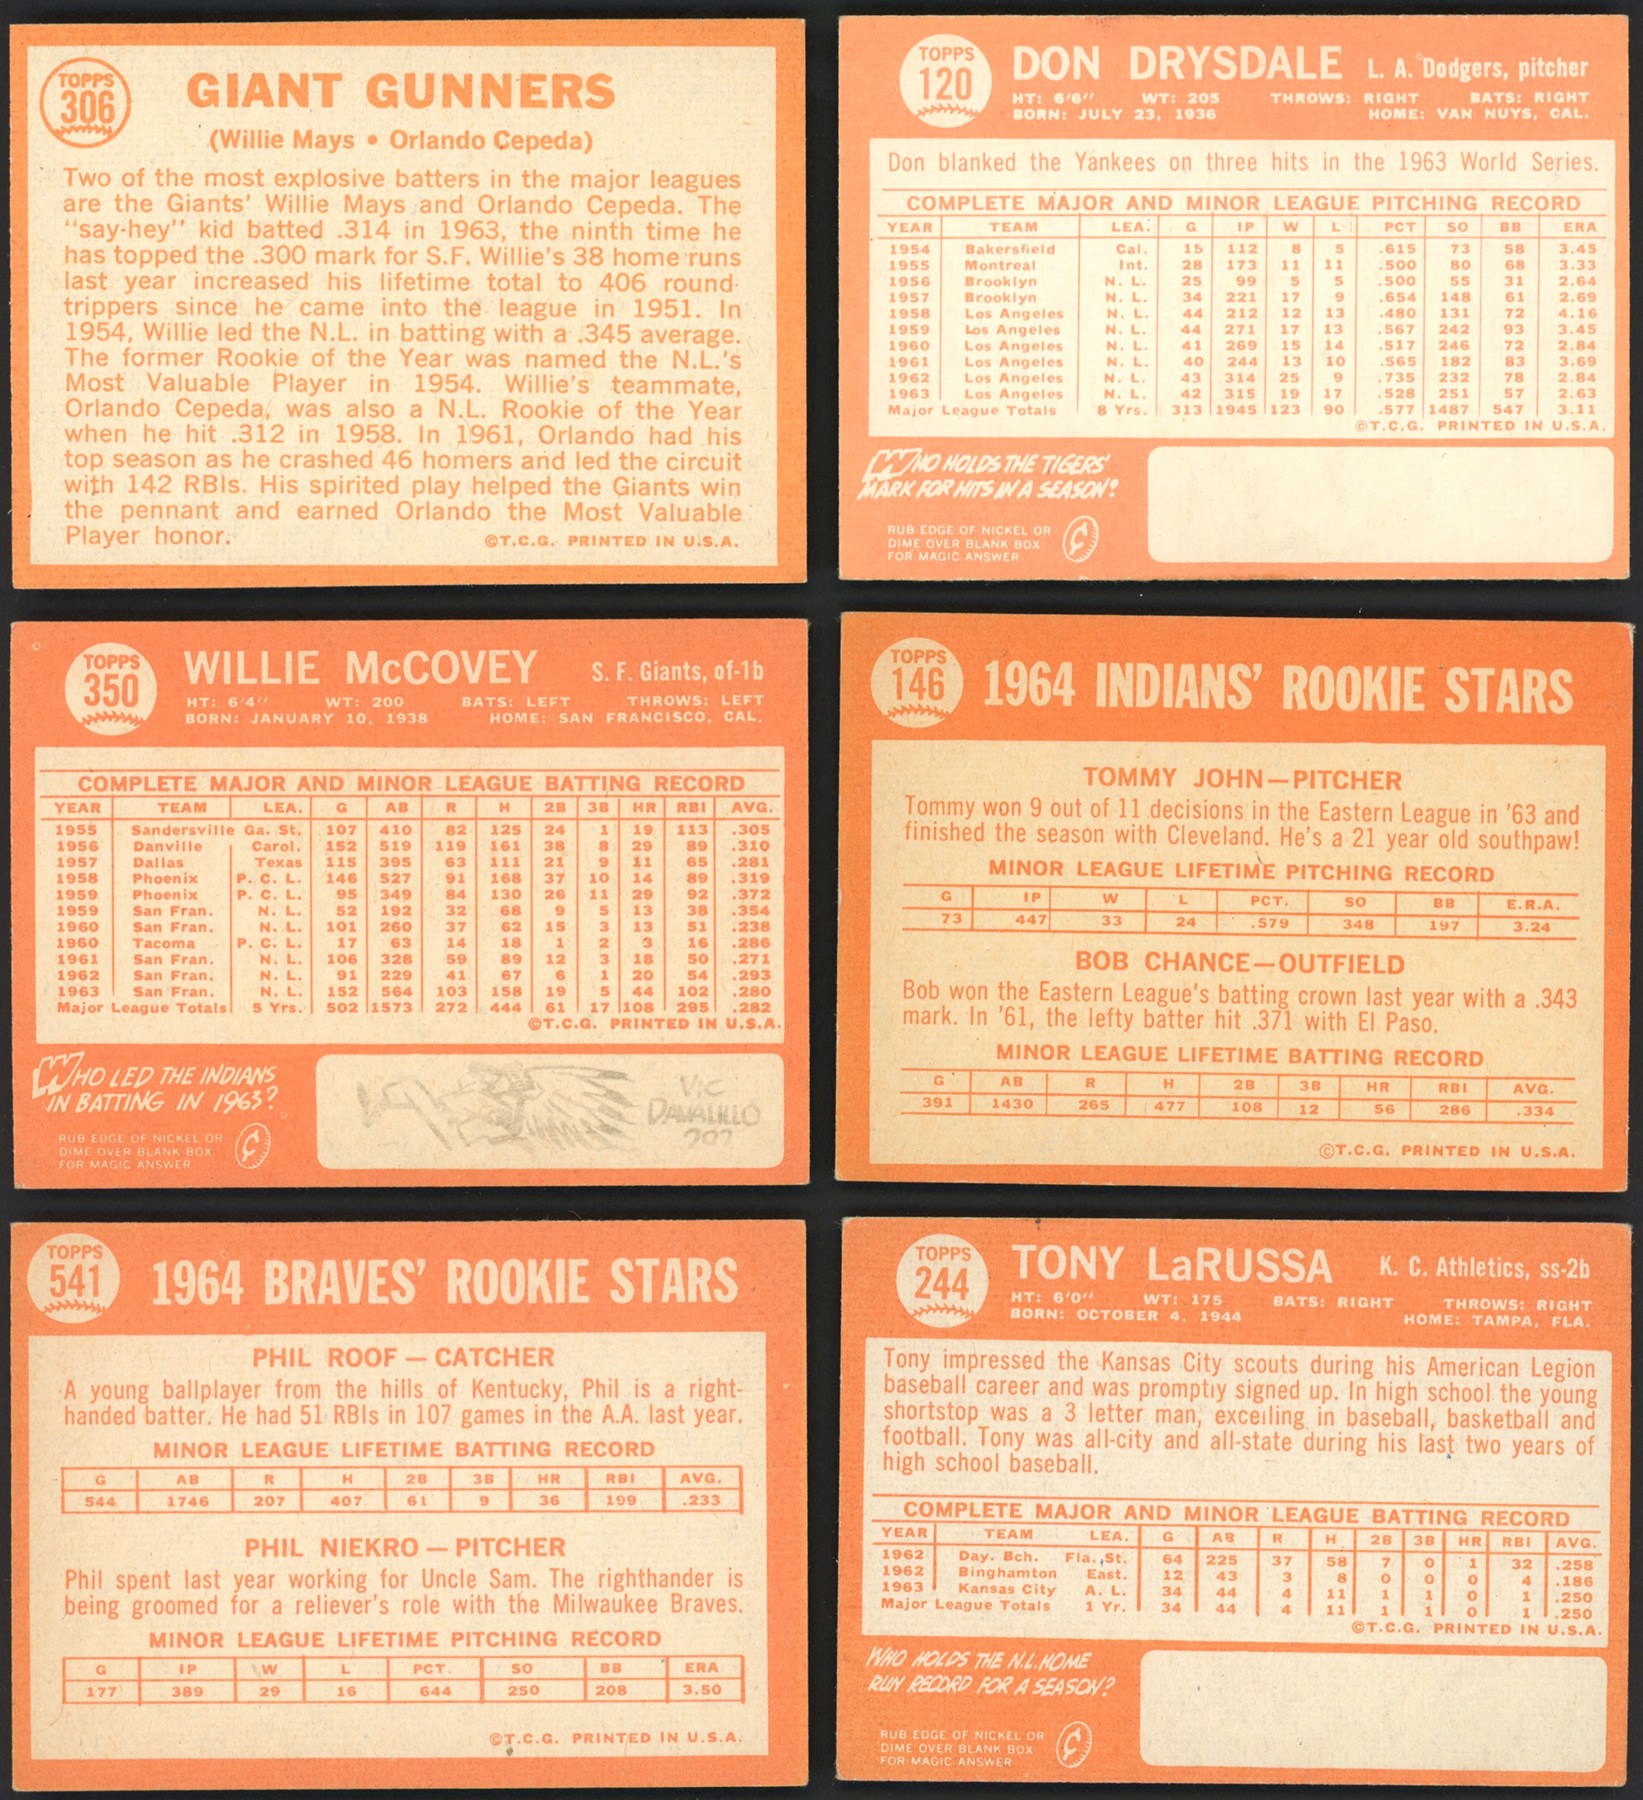 TOPPS
306
GIANT GUNNERS
(Willie Mays • Orlando Cepeda)
Two of the most explosive batters in the major leagues
are the Giants' Willie Mays and Orlando Cepeda. The
"say-hey" kid batted .314 in 1963, the ninth time he
has topped the .300 mark for S.F. Willie's 38 home runs
last year increased his lifetime total to 406 round-
trippers since he came into the league in 1951. In
1954, Willie led the N.L. in batting with a .345 average.
The former Rookie of the Year was named the N.L.'s
Most Valuable Player in 1954. Willie's teammate,
Orlando Cepeda, was also a N.L. Rookie of the Year
when he hit .312 in 1958. In 1961, Orlando had his
top season as he crashed 46 homers and led the circuit
with 142 RBIs. His spirited play helped the Giants win
the pennant and earned Orlando the Most Valuable
Player honor.
©T.C.G. PRINTED IN U.S.A.
TOPPS
120
DON DRYSDALE L. A. Dodgers, pitcher
HT: 6'6" WT: 205 THROWS: RIGHT BATS: RIGHT
BORN: JULY 23, 1936 HOME: VAN NUYS, CAL.
Don blanked the Yankees on three hits in the 1963 World Series.
COMPLETE MAJOR AND MINOR LEAGUE PITCHING RECORD
YEAR TEAM LEA. G IP W L PCT SO BB ERA
1954 Bakersfield Cal. 15 112 8 5 .615 73 58 3.45
1955 Montreal Int. 28 173 11 11 .500 80 68 3.33
1956 Brooklyn N. L. 25 99 5 5 .500 55 31 2.64
1957 Brooklyn N. L. 34 221 17 9 .654 148 61 2.69
1958 Los Angeles N. L. 44 212 12 13 .480 131 72 4.16
1959 Los Angeles N. L. 44 271 17 13 .567 242 93 3.45
1960 Los Angeles N. L. 41 269 15 14 .517 246 72 2.84
1961 Los Angeles N. L. 40 244 13 10 .565 182 83 3.69
1962 Los Angeles N. L. 43 314 25 9 .735 232 78 2.84
1963 Los Angeles N. L. 42 315 19 17 .528 251 57 2.63
Major League Totals 8 Yrs. 313 1945 123 90 .577 1487 547 3.11
©T.C.G. PRINTED IN U.S.A.
WHO HOLDS THE TIGERS'
MARK FOR HITS IN A SEASON?
RUB EDGE OF NICKEL OR
DIME OVER BLANK BOX
FOR MAGIC ANSWER
¢
TOPPS
350
WILLIE McCOVEY S. F. Giants, of-1b
HT: 6'4" WT: 200 BATS: LEFT THROWS: LEFT
BORN: JANUARY 10, 1938 HOME: SAN FRANCISCO, CAL.
COMPLETE MAJOR AND MINOR LEAGUE BATTING RECORD
YEAR TEAM LEA. G AB R H 2B 3B HR RBI AVG.
1955 Sandersville Ga. St. 107 410 82 125 24 1 19 113 .305
1956 Danville Carol. 152 519 119 161 38 8 29 89 .310
1957 Dallas Texas 115 395 63 111 21 9 11 65 .281
1958 Phoenix P. C. L. 146 527 91 168 37 10 14 89 .319
1959 Phoenix P. C. L. 95 349 84 130 26 11 29 92 .372
1959 San Fran. N. L. 52 192 32 68 9 5 13 38 .354
1960 San Fran. N. L. 101 260 37 62 15 3 13 51 .238
1960 Tacoma P. C. L. 17 63 14 18 1 2 3 16 .286
1961 San Fran. N. L. 106 328 59 89 12 3 18 50 .271
1962 San Fran. N. L. 91 229 41 67 6 1 20 54 .293
1963 San Fran. N. L. 152 564 103 158 19 5 44 102 .280
Major League Totals 5 Yrs. 502 1573 272 444 61 17 108 295 .282
©T.C.G. PRINTED IN U.S.A.
WHO LED THE INDIANS
IN BATTING IN 1963?
RUB EDGE OF NICKEL OR
DIME OVER BLANK BOX
FOR MAGIC ANSWER
¢
VIC
DAVALILLO
TOPPS
146
1964 INDIANS' ROOKIE STARS
TOMMY JOHN—PITCHER
Tommy won 9 out of 11 decisions in the Eastern League in '63 and
finished the season with Cleveland. He's a 21 year old southpaw!
MINOR LEAGUE LIFETIME PITCHING RECORD
G IP W L PCT. SO BB E.R.A.
73 447 33 24 .579 348 197 3.24
BOB CHANCE—OUTFIELD
Bob won the Eastern League's batting crown last year with a .343
mark. In '61, the lefty batter hit .371 with El Paso.
MINOR LEAGUE LIFETIME BATTING RECORD
G AB R H 2B 3B HR RBI AVG.
391 1430 265 477 108 12 56 286 .334
©T.C.G. PRINTED IN U.S.A.
TOPPS
541
1964 BRAVES' ROOKIE STARS
PHIL ROOF — CATCHER
A young ballplayer from the hills of Kentucky, Phil is a right-
handed batter. He had 51 RBIs in 107 games in the A.A. last year.
MINOR LEAGUE LIFETIME BATTING RECORD
G AB R H 2B 3B HR RBI AVG.
544 1746 207 407 61 9 36 199 .233
PHIL NIEKRO — PITCHER
Phil spent last year working for Uncle Sam. The righthander is
being groomed for a reliever's role with the Milwaukee Braves.
MINOR LEAGUE LIFETIME PITCHING RECORD
G IP W L PCT. SO BB ERA
177 389 29 16 644 250 208 3.50
©T.C.G. PRINTED IN U.S.A.
TOPPS
244
TONY LaRUSSA K. C. Athletics, ss-2b
HT: 6'0" WT: 175 BATS: RIGHT THROWS: RIGHT
BORN: OCTOBER 4, 1944 HOME: TAMPA, FLA.
Tony impressed the Kansas City scouts during his American Legion
baseball career and was promptly signed up. In high school the young
shortstop was a 3 letter man, excelling in baseball, basketball and
football. Tony was all-city and all-state during his last two years of
high school baseball.
COMPLETE MAJOR AND MINOR LEAGUE BATTING RECORD
YEAR TEAM LEA. G AB R H 2B 3B HR RBI AVG.
1962 Day. Bch. Fla. St. 64 225 37 58 7 0 1 32 .258
1962 Binghamton East. 12 43 3 8 0 0 0 4 .186
1963 Kansas City A. L. 34 44 4 11 1 1 0 1 .250
Major League Totals 1 Yr. 34 44 4 11 1 1 0 1 .250
©T.C.G. PRINTED IN U.S.A.
WHO HOLDS THE N.L. HOME
RUN RECORD FOR A SEASON?
RUB EDGE OF NICKEL OR
DIME OVER BLANK BOX
FOR MAGIC ANSWER
¢